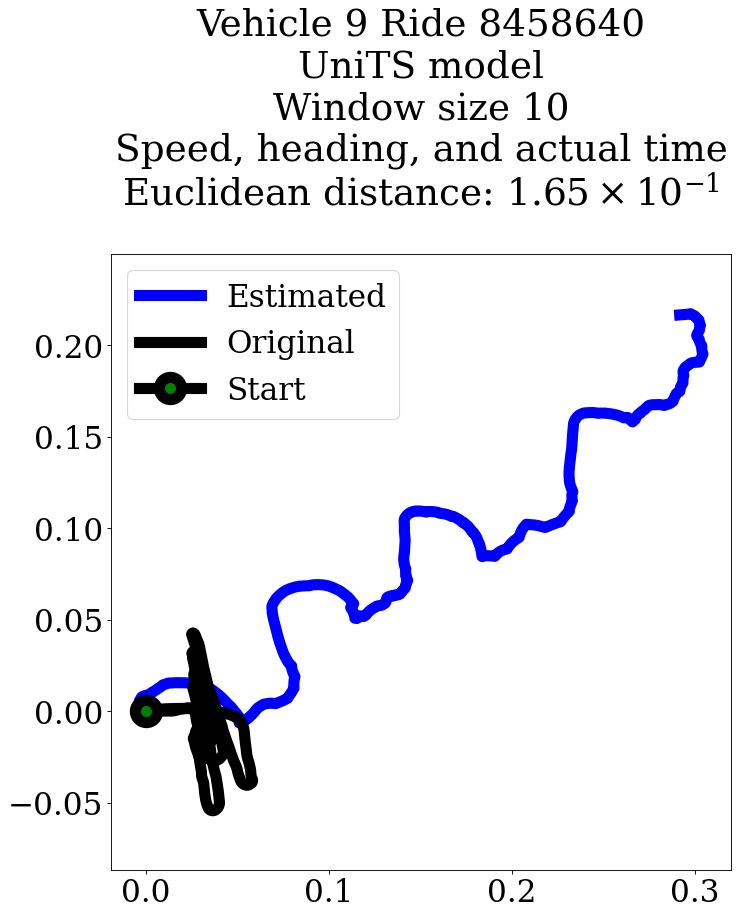 Vehicle 9 Ride 8458640
UniTS model
Window size 10
Speed, heading, and actual time
Euclidean distance: 1.65 × 10⁻¹
Estimated
Original
Start
0.20
0.15
0.10
0.05
0.00
−0.05
0.0 0.1 0.2 0.3